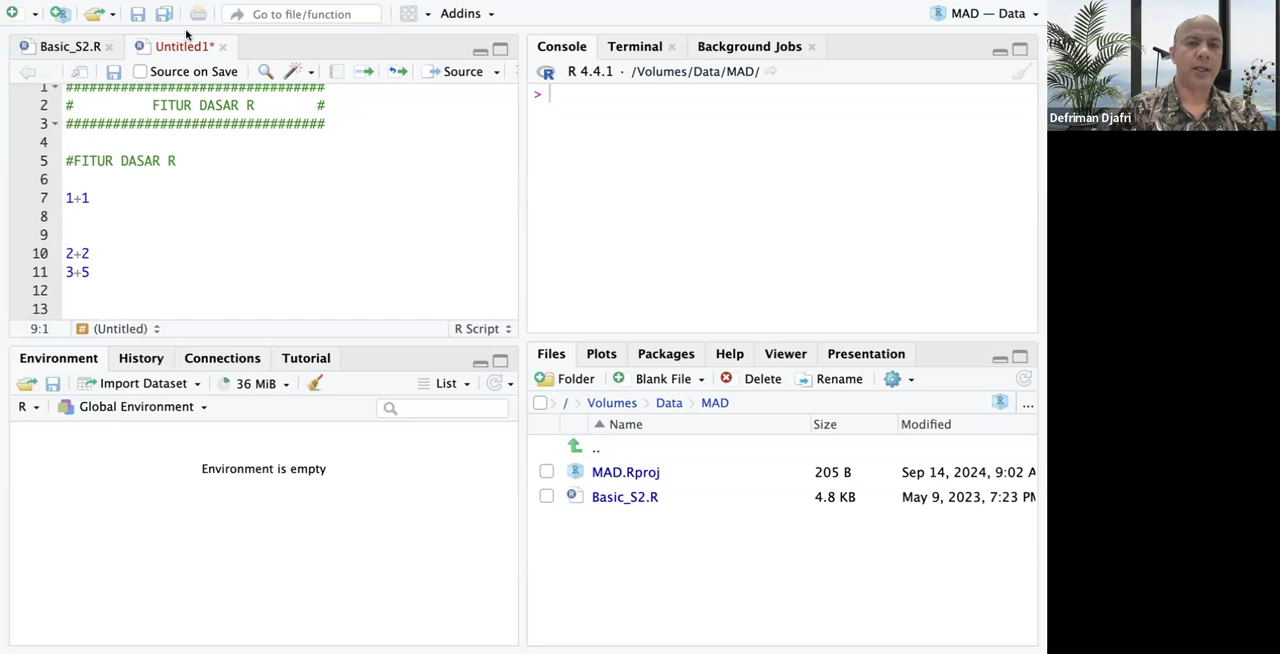 Go to file/function
Addins
MAD — Data
Basic_S2.R
Untitled1*
Source on Save
Source
1 ###############################
2 # FITUR DASAR R #
3 ###############################
4
5 #FITUR DASAR R
6
7 1+1
8
9
10 2+2
11 3+5
12
13
9:1 # (Untitled) R Script
Environment History Connections Tutorial
Import Dataset 36 MiB List
R Global Environment
Environment is empty
Console Terminal Background Jobs
R R 4.4.1 · /Volumes/Data/MAD/
>
Files Plots Packages Help Viewer Presentation
Folder Blank File Delete Rename
/ Volumes Data MAD ...
Name Size Modified
..
MAD.Rproj 205 B Sep 14, 2024, 9:02 A
Basic_S2.R 4.8 KB May 9, 2023, 7:23 PM
Defriman Djafri